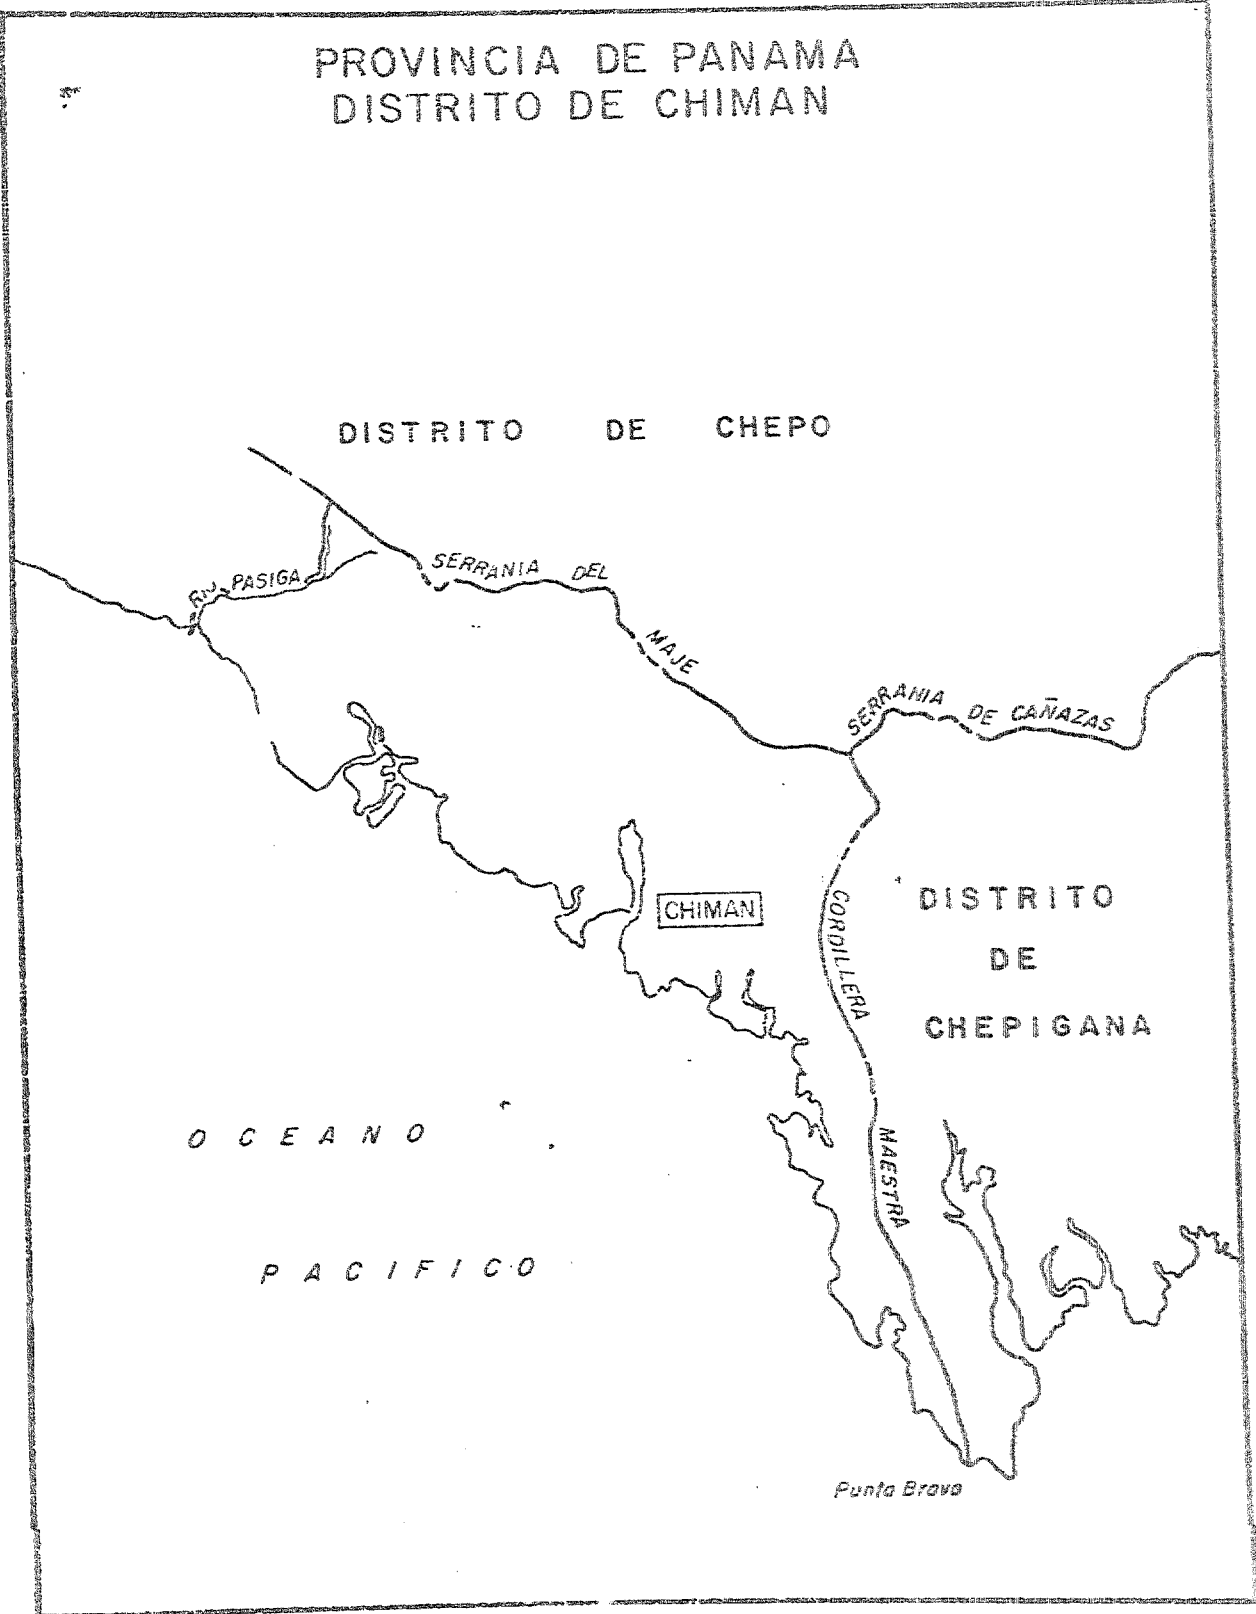 PROVINCIA DE PANAMA
DISTRITO DE CHIMAN
DISTRITO DE CHEPO
SERRANIA DEL
MAJE
RIO PASIGA
SERRANIA DE CAÑAZAS
CHIMAN
CORDILLERA
MAESTRA
DISTRITO
DE
CHEPIGANA
OCEANO
PACIFICO
Punta Brava